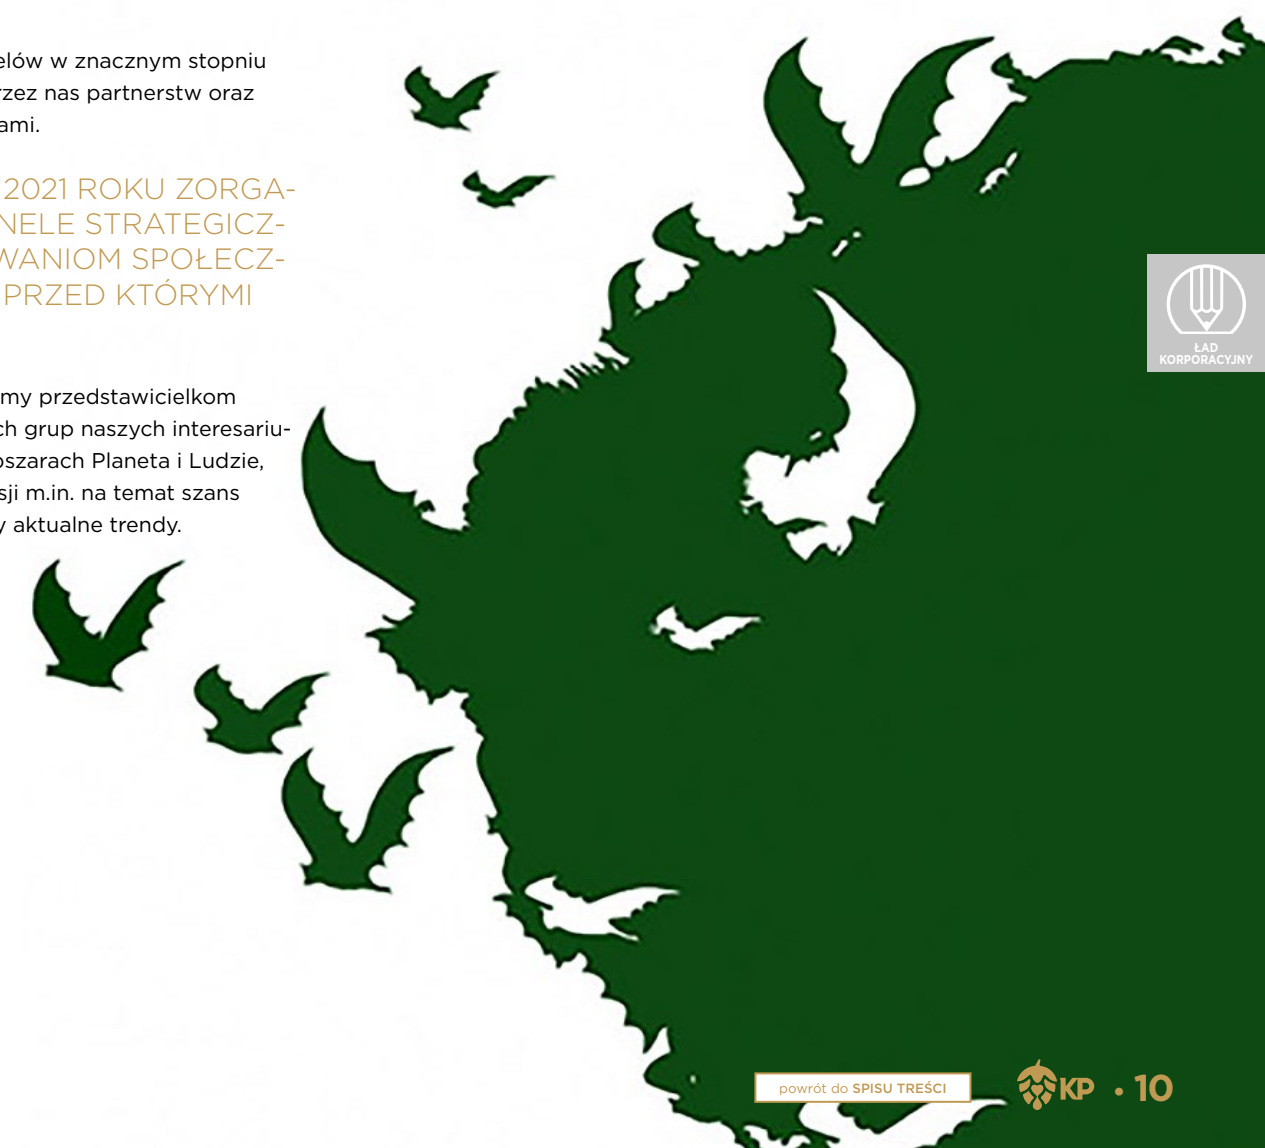 elów w znacznym stopniu
rzez nas partnerstw oraz
ami.
2021 ROKU ZORGA-
NELE STRATEGICZ-
WANIOM SPOŁECZ-
PRZED KTÓRYMI
my przedstawicielkom
ch grup naszych interesariu-
bszarach Planeta i Ludzie,
sji m.in. na temat szans
y aktualne trendy.
ŁAD
KORPORACYJNY
powrót do SPISU TREŚCI
KP • 10